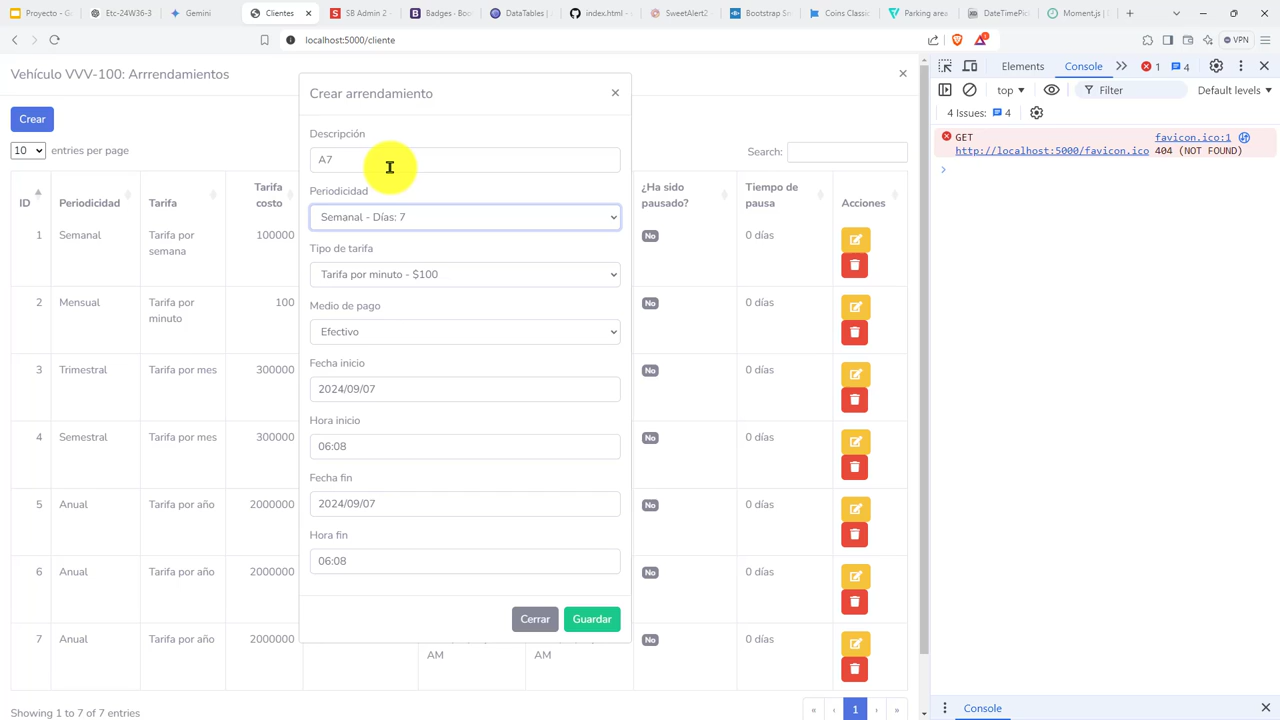 Proyecto -
Etc-24W36-3
Gemini
Clientes
SB Admin 2
Badges - Bo
DataTables |
index.html -
SweetAlert2
Bootstrap Sn
Coins Classic
Parking area
DateTimePic
Moment.js |
localhost:5000/cliente
VPN
Vehículo VVV-100: Arrrendamientos
Crear
10 entries per page
Search:
ID
Periodicidad
Tarifa
Tarifa costo
¿Ha sido pausado?
Tiempo de pausa
Acciones
1 Semanal Tarifa por semana 100000 No 0 días
2 Mensual Tarifa por minuto 100 No 0 días
3 Trimestral Tarifa por mes 300000 No 0 días
4 Semestral Tarifa por mes 300000 No 0 días
5 Anual Tarifa por año 2000000 No 0 días
6 Anual Tarifa por año 2000000 No 0 días
7 Anual Tarifa por año 2000000 AM AM No 0 días
Showing 1 to 7 of 7 entries
« ‹ 1 › »
Crear arrendamiento
Descripción
A7
Periodicidad
Semanal - Días: 7
Tipo de tarifa
Tarifa por minuto - $100
Medio de pago
Efectivo
Fecha inicio
2024/09/07
Hora inicio
06:08
Fecha fin
2024/09/07
Hora fin
06:08
Cerrar
Guardar
Elements
Console
1
4
top
Filter
Default levels
4 Issues: 4
GET favicon.ico:1
http://localhost:5000/favicon.ico 404 (NOT FOUND)
Console